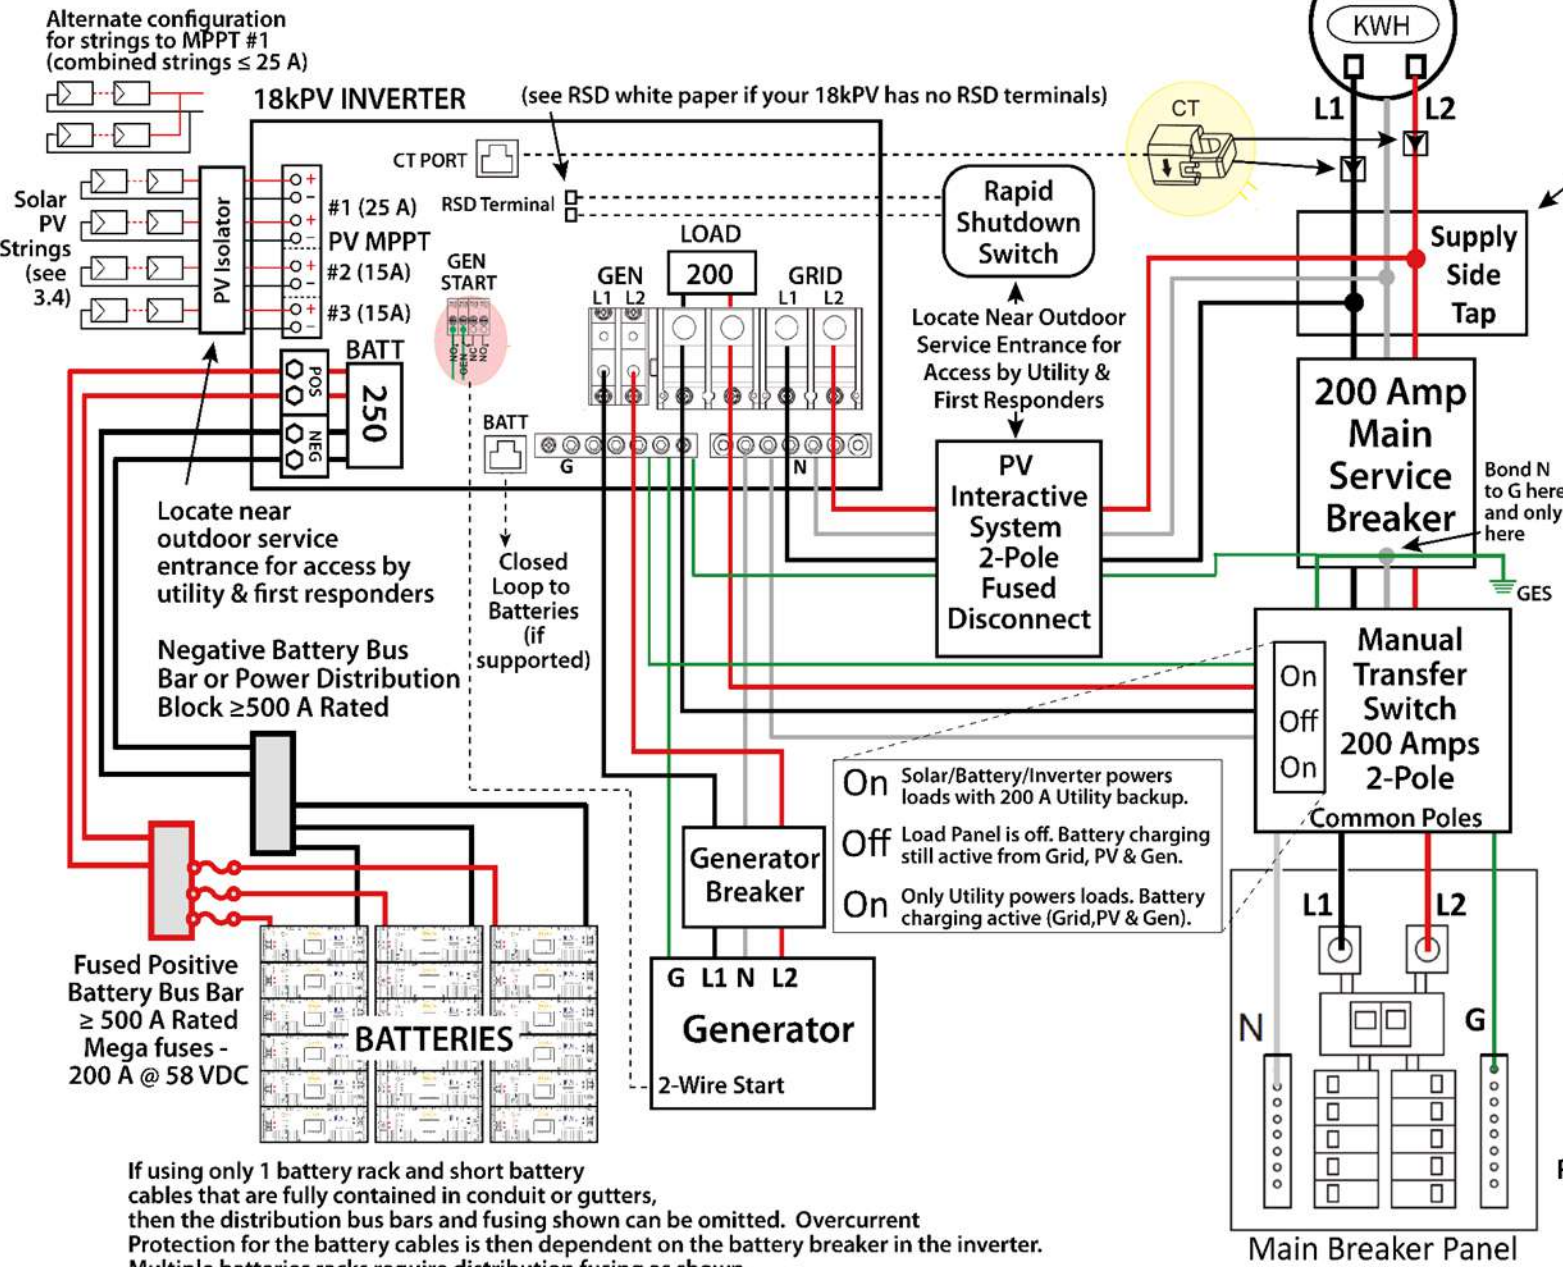 Alternate configuration
for strings to MPPT #1
(combined strings ≤ 25 A)
18kPV INVERTER
(see RSD white paper if your 18kPV has no RSD terminals)
KWH
L1
L2
CT
CT PORT
RSD Terminal
Rapid
Shutdown
Switch
Solar
PV
Strings
(see
3.4)
PV Isolator
+
−
#1 (25 A)
+
−
PV MPPT
+
#2 (15A)
−
+
#3 (15A)
−
GEN
START
NO
GEN
NC
NO
LOAD
200
GEN
L1 L2
GRID
L1 L2
Supply
Side
Tap
Locate Near Outdoor
Service Entrance for
Access by Utility &
First Responders
BATT
POS
NEG
250
BATT
G
N
PV
Interactive
System
2-Pole
Fused
Disconnect
200 Amp
Main
Service
Breaker
Bond N
to G here
and only
here
GES
Locate near
outdoor service
entrance for access by
utility & first responders
Closed
Loop to
Batteries
(if
supported)
Negative Battery Bus
Bar or Power Distribution
Block ≥500 A Rated
On
Off
On
Manual
Transfer
Switch
200 Amps
2-Pole
Common Poles
On Solar/Battery/Inverter powers
loads with 200 A Utility backup.
Off Load Panel is off. Battery charging
still active from Grid, PV & Gen.
On Only Utility powers loads. Battery
charging active (Grid,PV & Gen).
Generator
Breaker
G L1 N L2
Generator
2-Wire Start
L1
L2
N
G
Fused Positive
Battery Bus Bar
≥ 500 A Rated
Mega fuses -
200 A @ 58 VDC
BATTERIES
If using only 1 battery rack and short battery
cables that are fully contained in conduit or gutters,
then the distribution bus bars and fusing shown can be omitted. Overcurrent
Protection for the battery cables is then dependent on the battery breaker in the inverter.
Multiple batteries racks require distribution fusing as shown
Main Breaker Panel